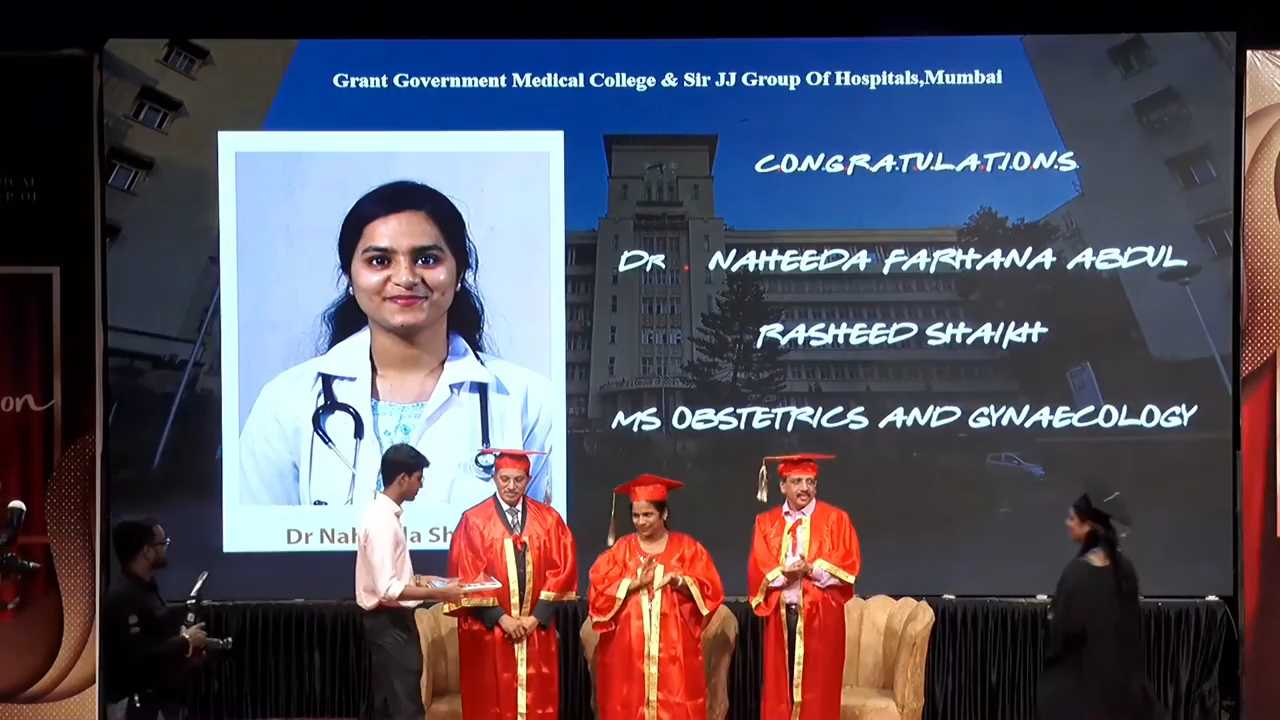 Grant Government Medical College & Sir JJ Group Of Hospitals,Mumbai
C.O.N.G.R.A.T.U.L.A.T.I.O.N.S
DR NAHEEDA FARHANA ABDUL
RASHEED SHAIKH
MS OBSTETRICS AND GYNAECOLOGY
Dr